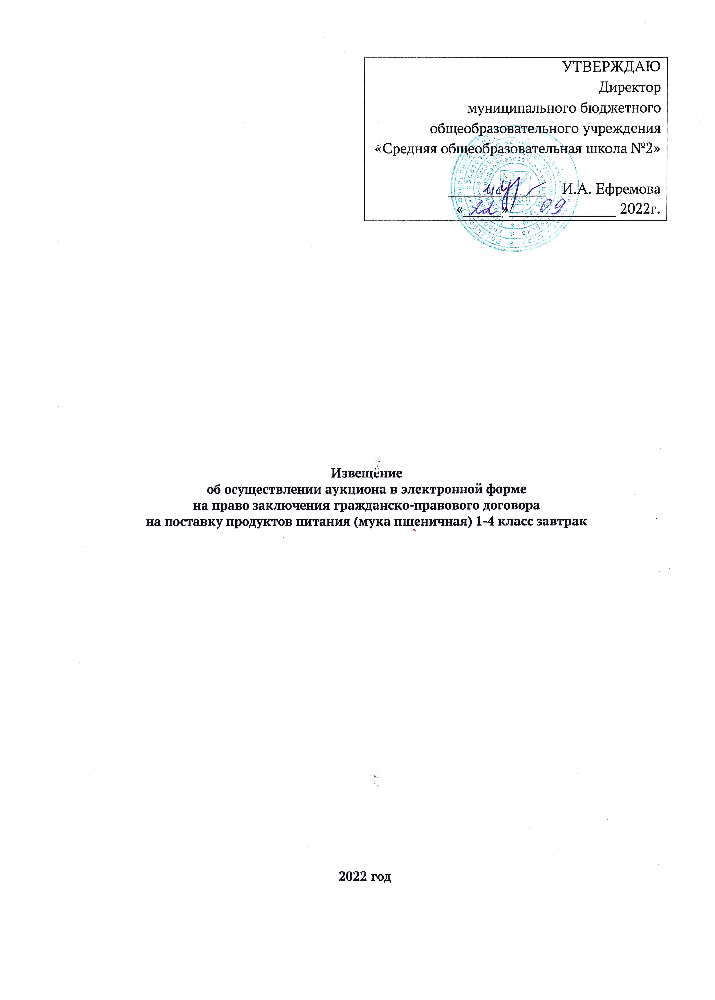 УТВЕРЖДАЮ
Директор
муниципального бюджетного
общеобразовательного учреждения
«Средняя общеобразовательная школа №2»
И.А. Ефремова
«22» 09 2022г.
Извещение
об осуществлении аукциона в электронной форме
на право заключения гражданско-правового договора
на поставку продуктов питания (мука пшеничная) 1-4 класс завтрак
2022 год